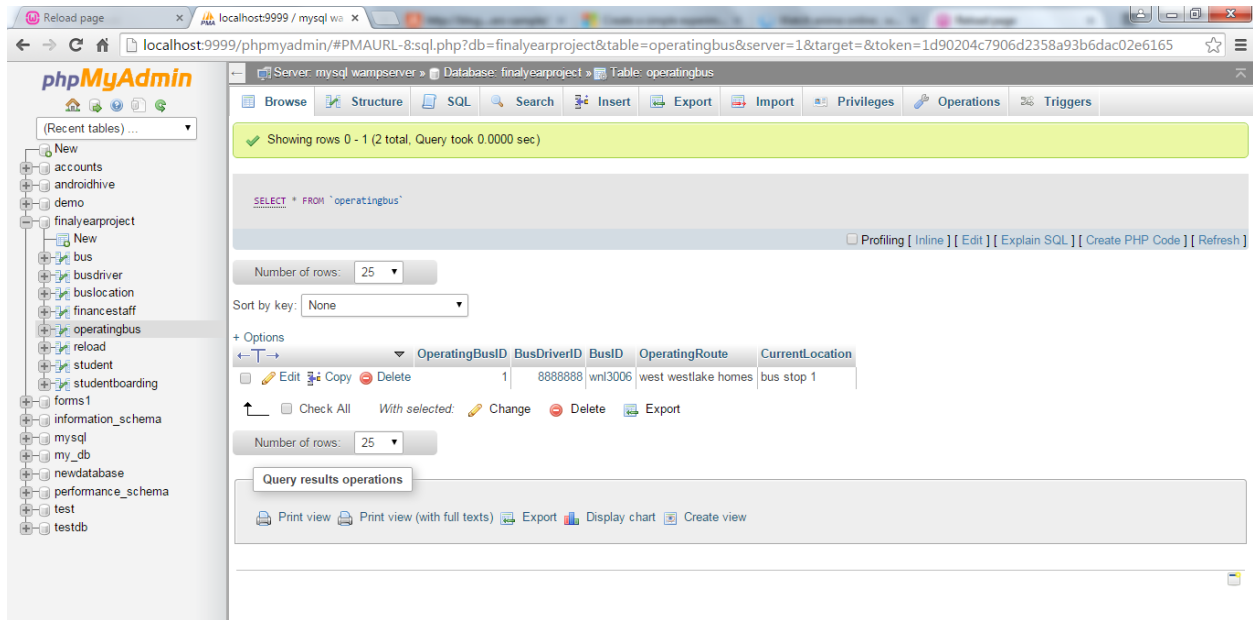 Reload page
localhost:9999 / mysql wa
localhost:9999/phpmyadmin/#PMAURL-8:sql.php?db=finalyearproject&table=operatingbus&server=1&target=&token=1d90204c7906d2358a93b6dac02e6165
phpMyAdmin
(Recent tables) ...
New
accounts
androidhive
demo
finalyearproject
New
bus
busdriver
buslocation
financestaff
operatingbus
reload
student
studentboarding
forms1
information_schema
mysql
my_db
newdatabase
performance_schema
test
testdb
Server: mysql wampserver » Database: finalyearproject » Table: operatingbus
Browse Structure SQL Search Insert Export Import Privileges Operations Triggers
Showing rows 0 - 1 (2 total, Query took 0.0000 sec)
SELECT * FROM `operatingbus`
Profiling [ Inline ] [ Edit ] [ Explain SQL ] [ Create PHP Code ] [ Refresh ]
Number of rows: 25
Sort by key: None
+ Options
←T→ OperatingBusID BusDriverID BusID OperatingRoute CurrentLocation
Edit Copy Delete 1 8888888 wnl3006 west westlake homes bus stop 1
Check All With selected: Change Delete Export
Number of rows: 25
Query results operations
Print view Print view (with full texts) Export Display chart Create view